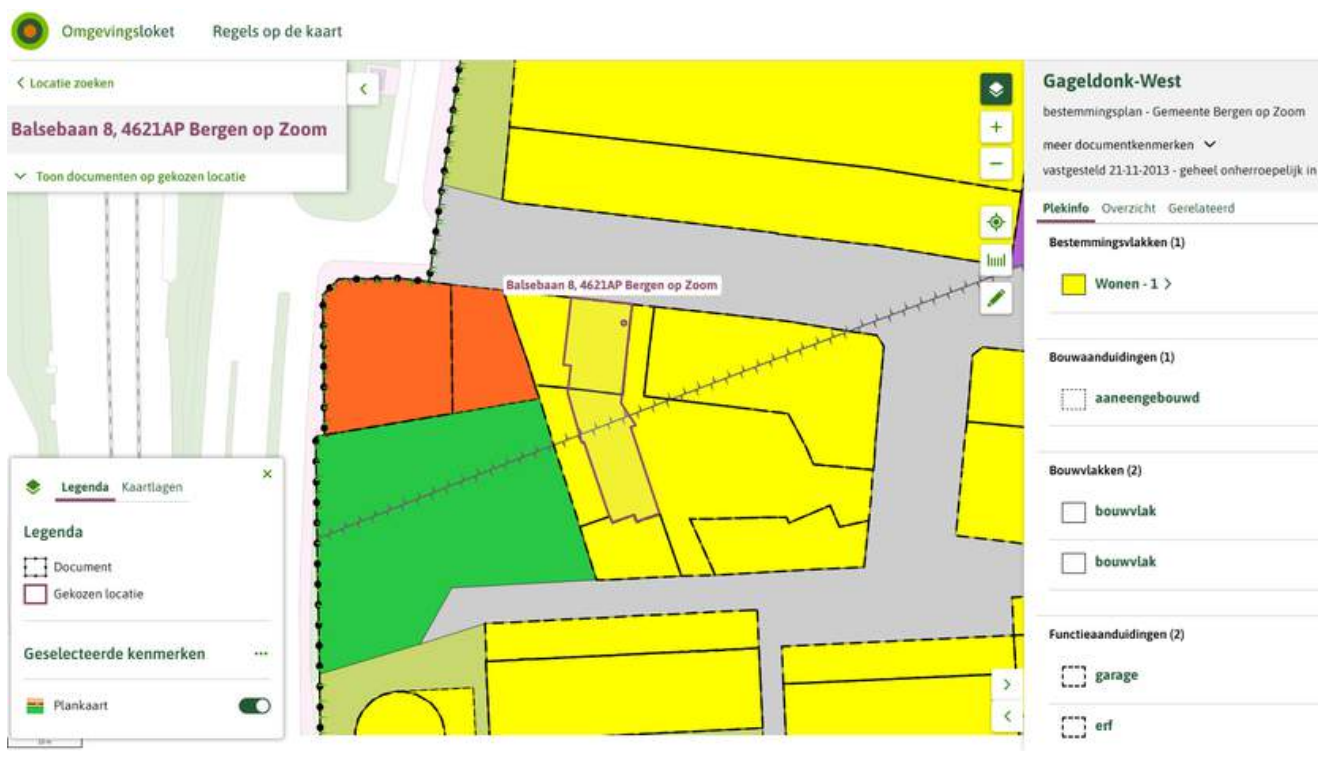 Omgevingsloket
Regels op de kaart
Locatie zoeken
Balsebaan 8, 4621AP Bergen op Zoom
Toon documenten op gekozen locatie
Balsebaan 8, 4621AP Bergen op Zoom
Legenda Kaartlagen
Legenda
Document
Gekozen locatie
Geselecteerde kenmerken
Plankaart
Gageldonk-West
bestemmingsplan - Gemeente Bergen op Zoom
meer documentkenmerken
vastgesteld 21-11-2013 - geheel onherroepelijk in
Plekinfo Overzicht Gerelateerd
Bestemmingsvlakken (1)
Wonen - 1
Bouwaanduidingen (1)
aaneengebouwd
Bouwvlakken (2)
bouwvlak
bouwvlak
Functieaanduidingen (2)
garage
erf